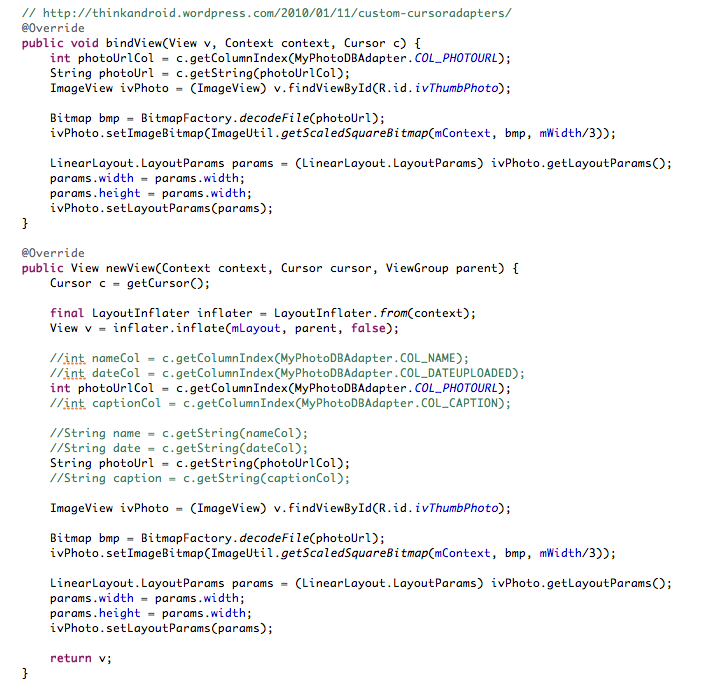 // http://thinkandroid.wordpress.com/2010/01/11/custom-cursoradapters/
@Override
public void bindView(View v, Context context, Cursor c) {
    int photoUrlCol = c.getColumnIndex(MyPhotoDBAdapter.COL_PHOTOURL);
    String photoUrl = c.getString(photoUrlCol);
    ImageView ivPhoto = (ImageView) v.findViewById(R.id.ivThumbPhoto);

    Bitmap bmp = BitmapFactory.decodeFile(photoUrl);
    ivPhoto.setImageBitmap(ImageUtil.getScaledSquareBitmap(mContext, bmp, mWidth/3));

    LinearLayout.LayoutParams params = (LinearLayout.LayoutParams) ivPhoto.getLayoutParams();
    params.width = params.width;
    params.height = params.width;
    ivPhoto.setLayoutParams(params);
}

@Override
public View newView(Context context, Cursor cursor, ViewGroup parent) {
    Cursor c = getCursor();

    final LayoutInflater inflater = LayoutInflater.from(context);
    View v = inflater.inflate(mLayout, parent, false);

    //int nameCol = c.getColumnIndex(MyPhotoDBAdapter.COL_NAME);
    //int dateCol = c.getColumnIndex(MyPhotoDBAdapter.COL_DATEUPLOADED);
    int photoUrlCol = c.getColumnIndex(MyPhotoDBAdapter.COL_PHOTOURL);
    //int captionCol = c.getColumnIndex(MyPhotoDBAdapter.COL_CAPTION);

    //String name = c.getString(nameCol);
    //String date = c.getString(dateCol);
    String photoUrl = c.getString(photoUrlCol);
    //String caption = c.getString(captionCol);

    ImageView ivPhoto = (ImageView) v.findViewById(R.id.ivThumbPhoto);

    Bitmap bmp = BitmapFactory.decodeFile(photoUrl);
    ivPhoto.setImageBitmap(ImageUtil.getScaledSquareBitmap(mContext, bmp, mWidth/3));

    LinearLayout.LayoutParams params = (LinearLayout.LayoutParams) ivPhoto.getLayoutParams();
    params.width = params.width;
    params.height = params.width;
    ivPhoto.setLayoutParams(params);

    return v;
}